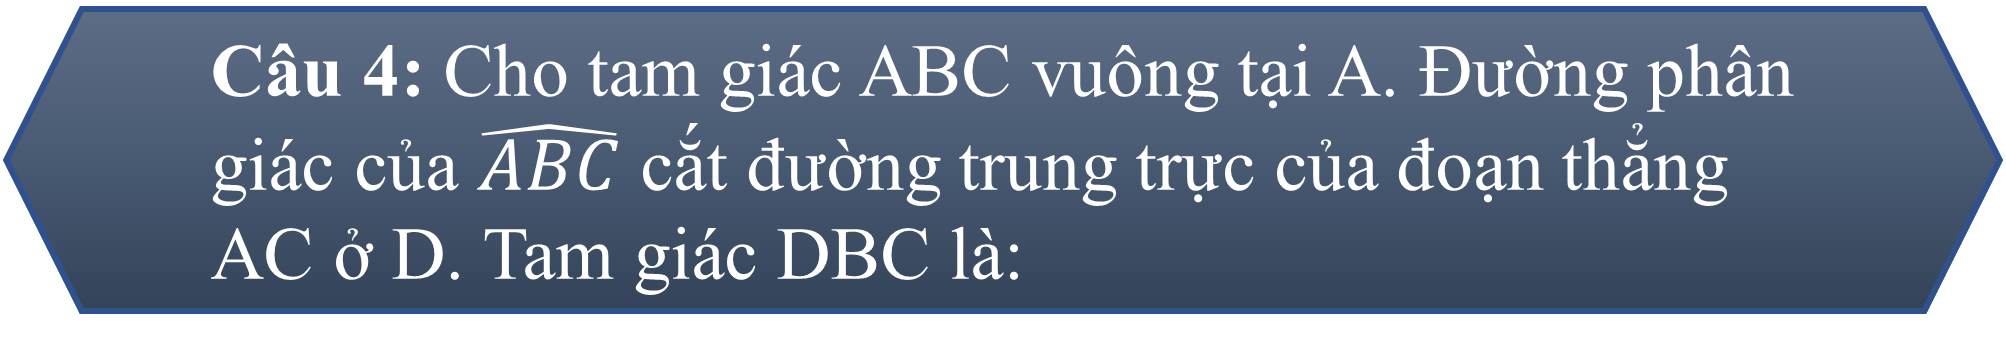 Câu 4: Cho tam giác ABC vuông tại A. Đường phân
giác của $\widehat{ABC}$ cắt đường trung trực của đoạn thẳng
AC ở D. Tam giác DBC là: